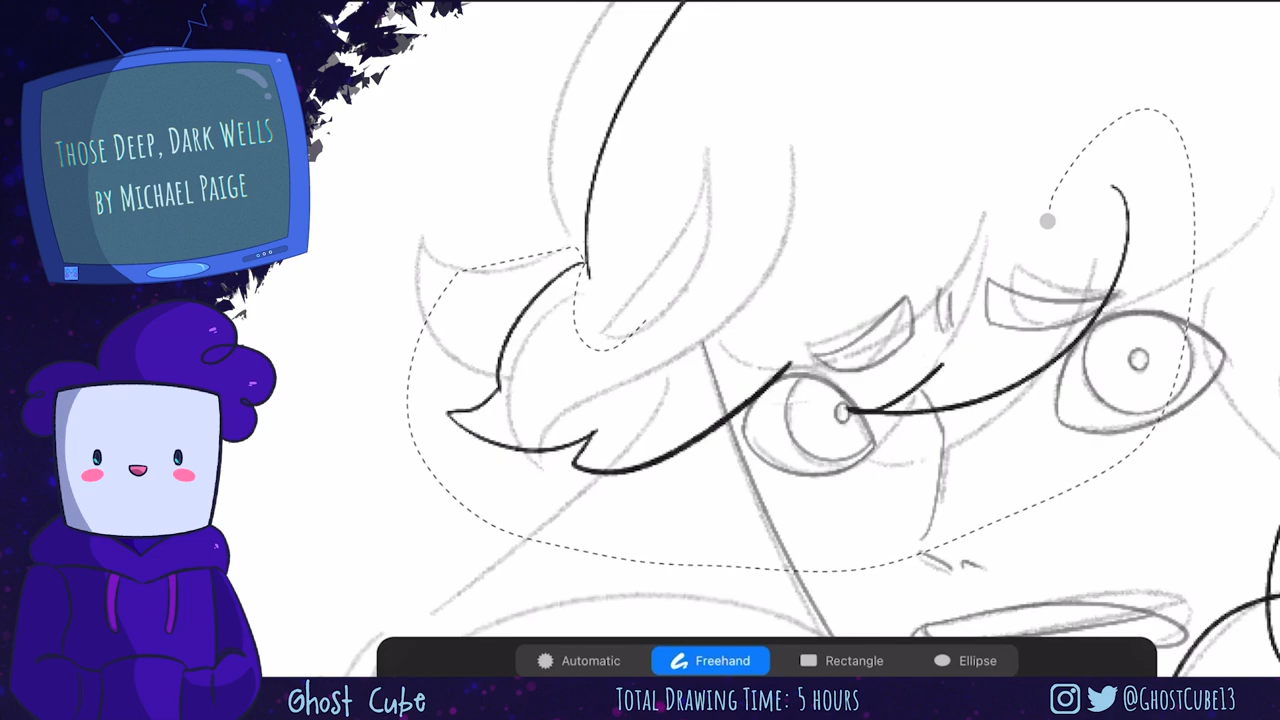 Those Deep, Dark Wells
by Michael Paige
Automatic
Freehand
Rectangle
Ellipse
Ghost Cube
Total Drawing Time: 5 hours
@GhostCube13